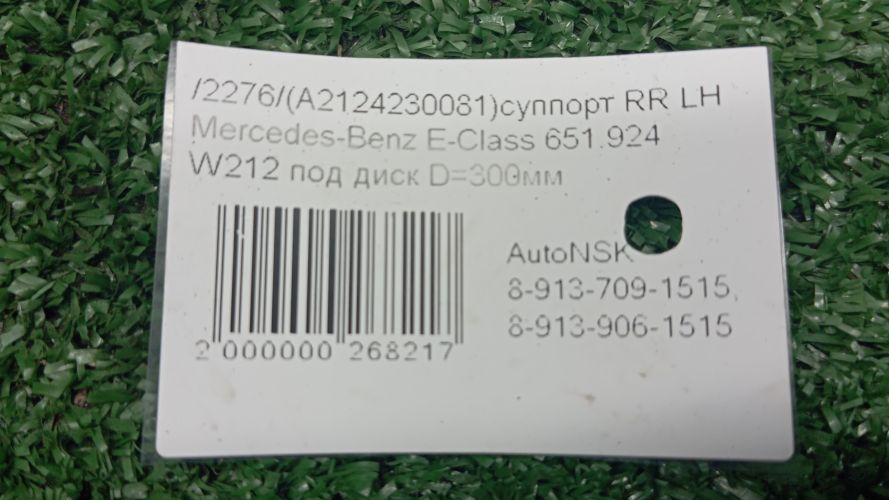 /2276/(A2124230081)суппорт RR LH
Mercedes-Benz E-Class 651.924
W212 под диск D=300мм
AutoNSK
8-913-709-1515,
8-913-906-1515
2 000000 268217